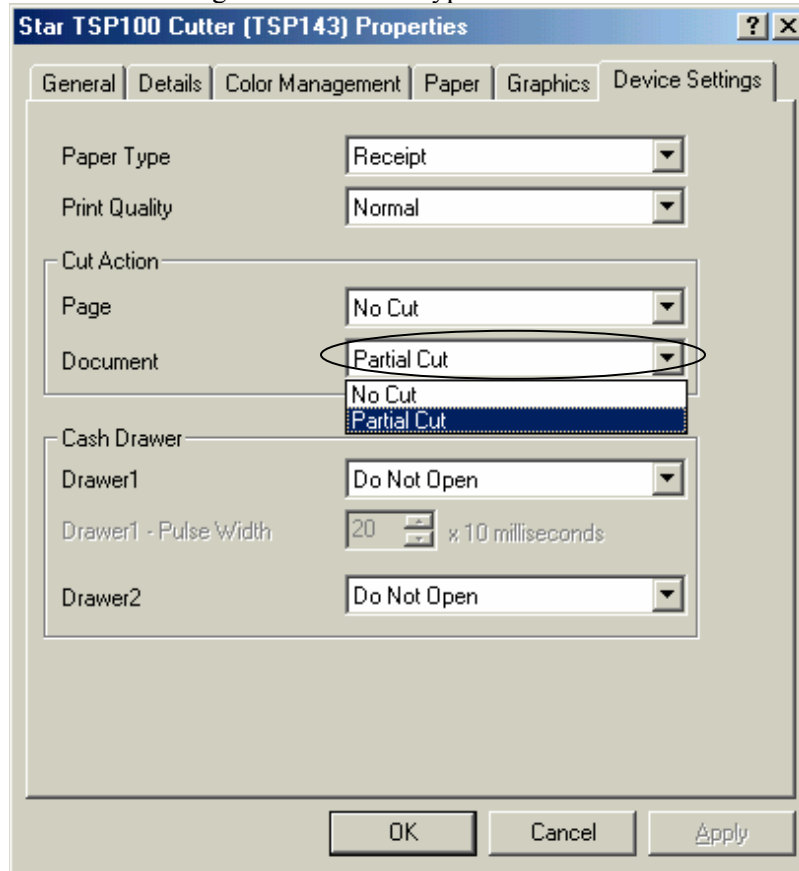 Star TSP100 Cutter (TSP143) Properties
General Details Color Management Paper Graphics Device Settings
Paper Type Receipt
Print Quality Normal
Cut Action
Page No Cut
Document Partial Cut
No Cut
Partial Cut
Cash Drawer
Drawer1 Do Not Open
Drawer1 - Pulse Width 20 x 10 milliseconds
Drawer2 Do Not Open
OK Cancel Apply